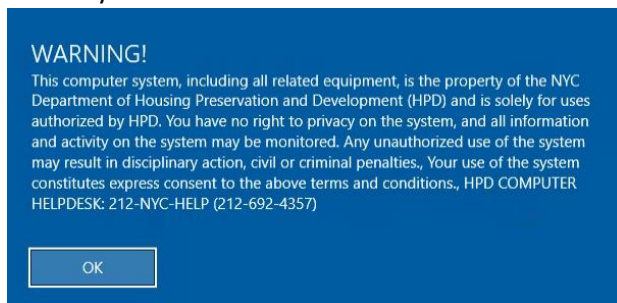 WARNING!
This computer system, including all related equipment, is the property of the NYC
Department of Housing Preservation and Development (HPD) and is solely for uses
authorized by HPD. You have no right to privacy on the system, and all information
and activity on the system may be monitored. Any unauthorized use of the system
may result in disciplinary action, civil or criminal penalties., Your use of the system
constitutes express consent to the above terms and conditions., HPD COMPUTER
HELPDESK: 212-NYC-HELP (212-692-4357)
OK